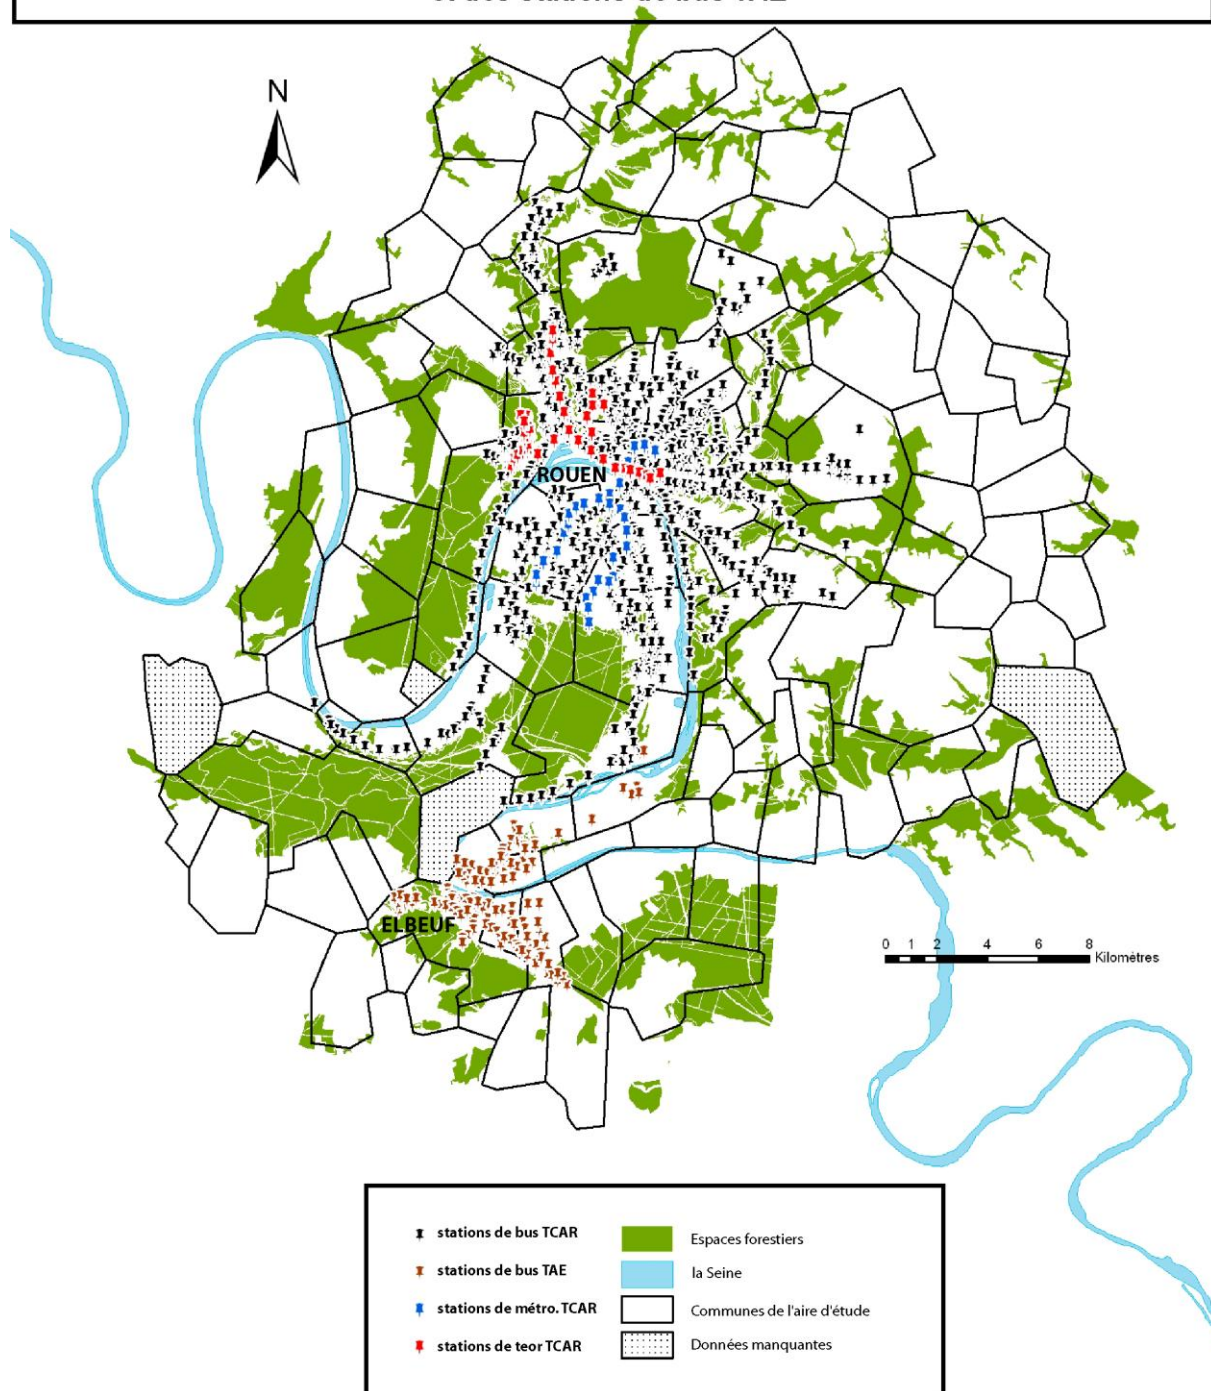 N
ROUEN
ELBEUF
0 1 2 4 6 8
Kilomètres
stations de bus TCAR
stations de bus TAE
stations de métro. TCAR
stations de teor TCAR
Espaces forestiers
la Seine
Communes de l'aire d'étude
Données manquantes